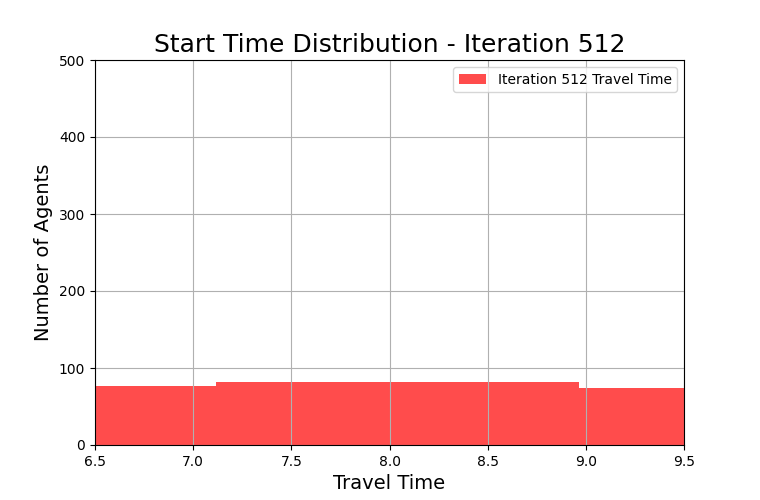 Start Time Distribution - Iteration 512
500
Iteration 512 Travel Time
400
300
200
100
0
Number of Agents
6.5 7.0 7.5 8.0 8.5 9.0 9.5
Travel Time